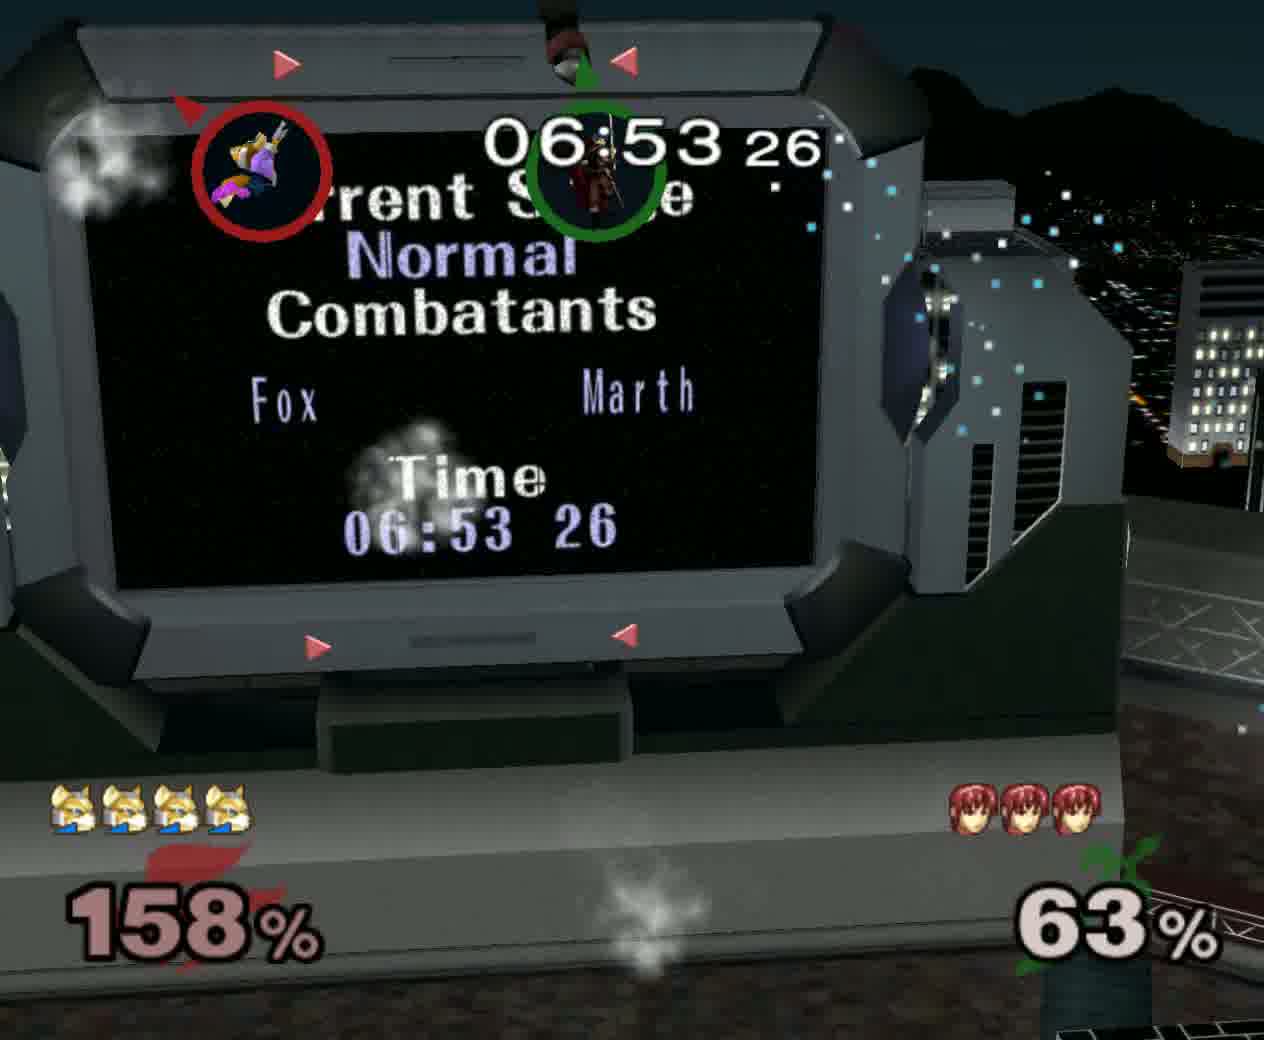 06:53 26
rrent S e
Normal
Combatants
Fox Marth
Time
06:53 26
158% 63%